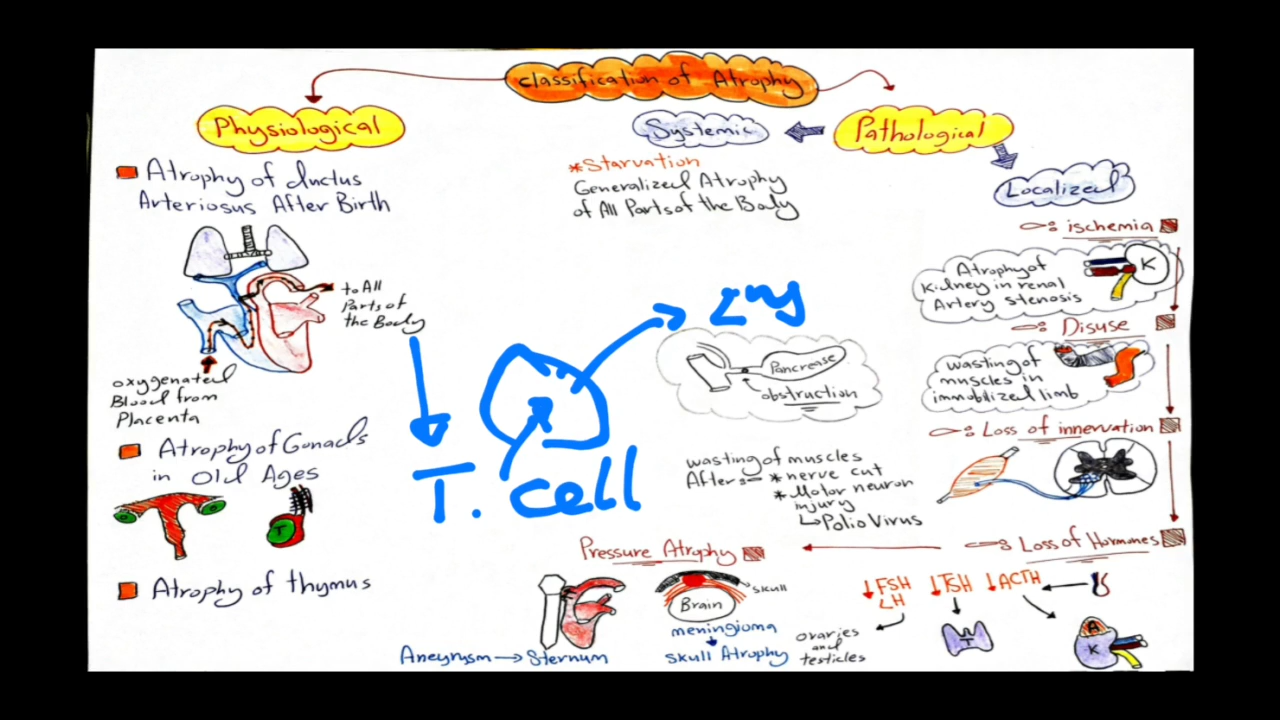 classification of Atrophy
Physiological
Atrophy of ductus
Arteriosus After Birth
to All
Parts of
the Body
oxygenated
Blood from
Placenta
Atrophy of Gonads
in Old Ages
T
Atrophy of thymus
Pathological
Systemic
*Starvation
Generalized Atrophy
of All Parts of the Body
Localized
ischemia
Atrophy of
Kidney in renal
Artery stenosis
K
Disuse
wasting of
muscles in
immobilized limb
Loss of innervation
wasting of muscles
After:- * nerve cut
* Motor neuron
injury
Polio Virus
Loss of Hormones
↓FSH
LH
↓TSH
↓ACTH
ovaries
and
testicles
T
A
K
Pancrease
obstruction
Pressure Atrophy
skull
Brain
meningioma
skull Atrophy
Aneyrysm → Sternum
T. cell